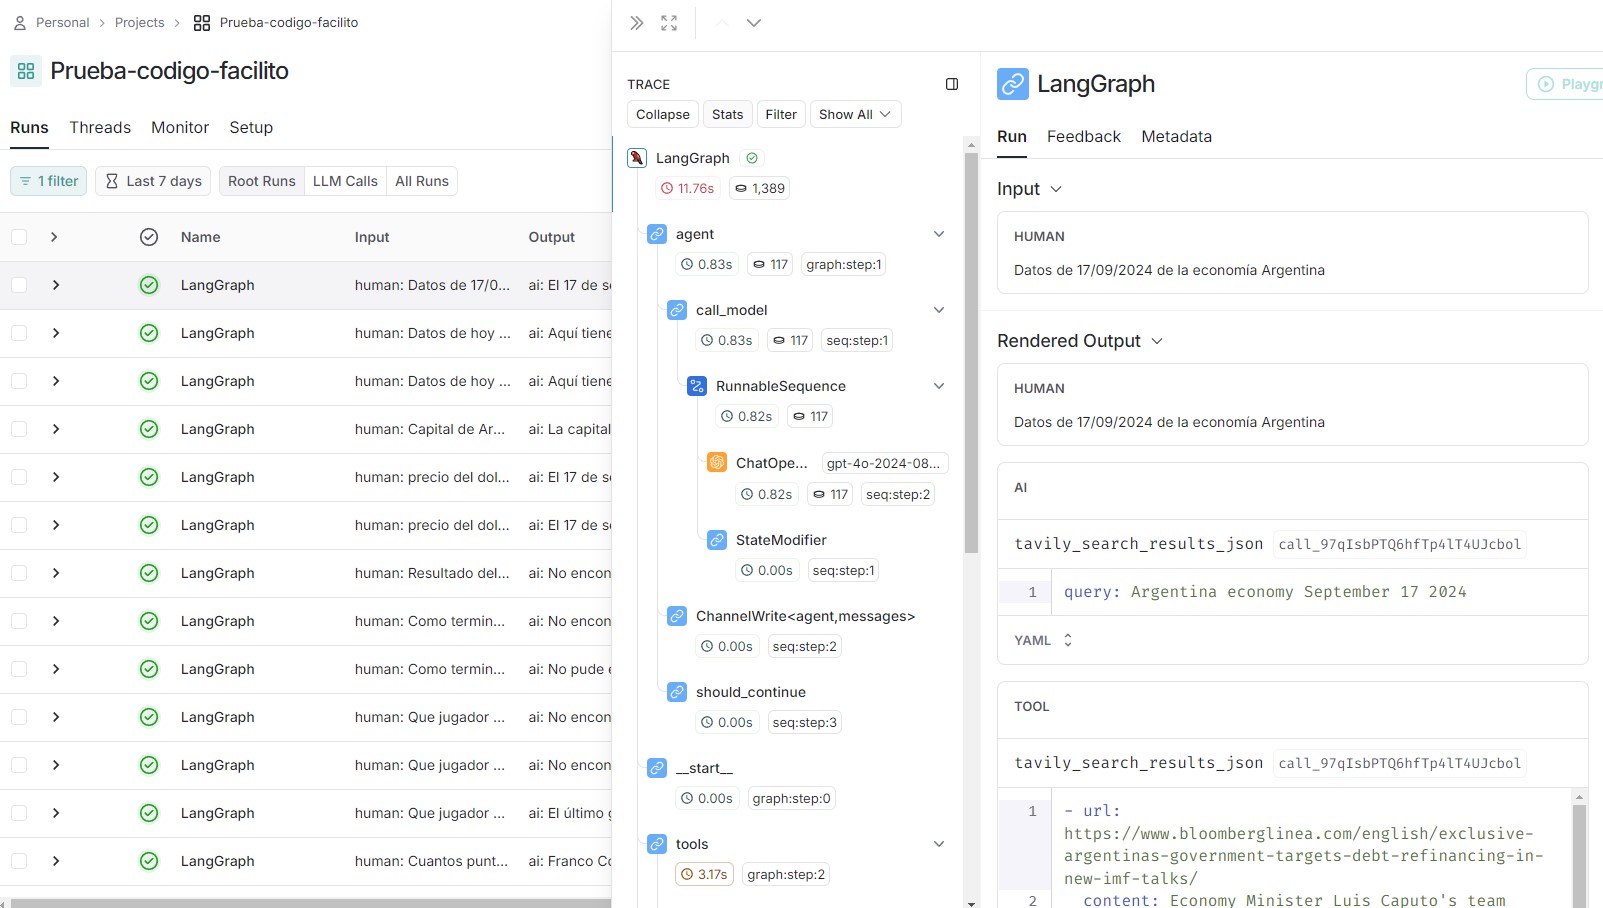 Personal > Projects > Prueba-codigo-facilito
Prueba-codigo-facilito
Runs Threads Monitor Setup
1 filter Last 7 days Root Runs LLM Calls All Runs
Name Input Output
LangGraph human: Datos de 17/0... ai: El 17 de se
LangGraph human: Datos de hoy ... ai: Aquí tiene
LangGraph human: Datos de hoy ... ai: Aquí tiene
LangGraph human: Capital de Ar... ai: La capital
LangGraph human: precio del dol... ai: El 17 de se
LangGraph human: precio del dol... ai: El 17 de se
LangGraph human: Resultado del... ai: No encon
LangGraph human: Como termin... ai: No encon
LangGraph human: Como termin... ai: No pude e
LangGraph human: Que jugador ... ai: No encon
LangGraph human: Que jugador ... ai: No encon
LangGraph human: Que jugador ... ai: El último g
LangGraph human: Cuantos punt... ai: Franco Co
TRACE
Collapse Stats Filter Show All
LangGraph
11.76s 1,389
agent
0.83s 117 graph:step:1
call_model
0.83s 117 seq:step:1
RunnableSequence
0.82s 117
ChatOpe... gpt-4o-2024-08...
0.82s 117 seq:step:2
StateModifier
0.00s seq:step:1
ChannelWrite<agent,messages>
0.00s seq:step:2
should_continue
0.00s seq:step:3
__start__
0.00s graph:step:0
tools
3.17s graph:step:2
LangGraph
Playgr
Run Feedback Metadata
Input
HUMAN
Datos de 17/09/2024 de la economía Argentina
Rendered Output
HUMAN
Datos de 17/09/2024 de la economía Argentina
AI
tavily_search_results_json call_97qIsbPTQ6hfTp4lT4UJcbol
1 query: Argentina economy September 17 2024
YAML
TOOL
tavily_search_results_json call_97qIsbPTQ6hfTp4lT4UJcbol
1 - url:
https://www.bloomberglinea.com/english/exclusive-
argentinas-government-targets-debt-refinancing-in-
new-imf-talks/
2 content: Economy Minister Luis Caputo's team